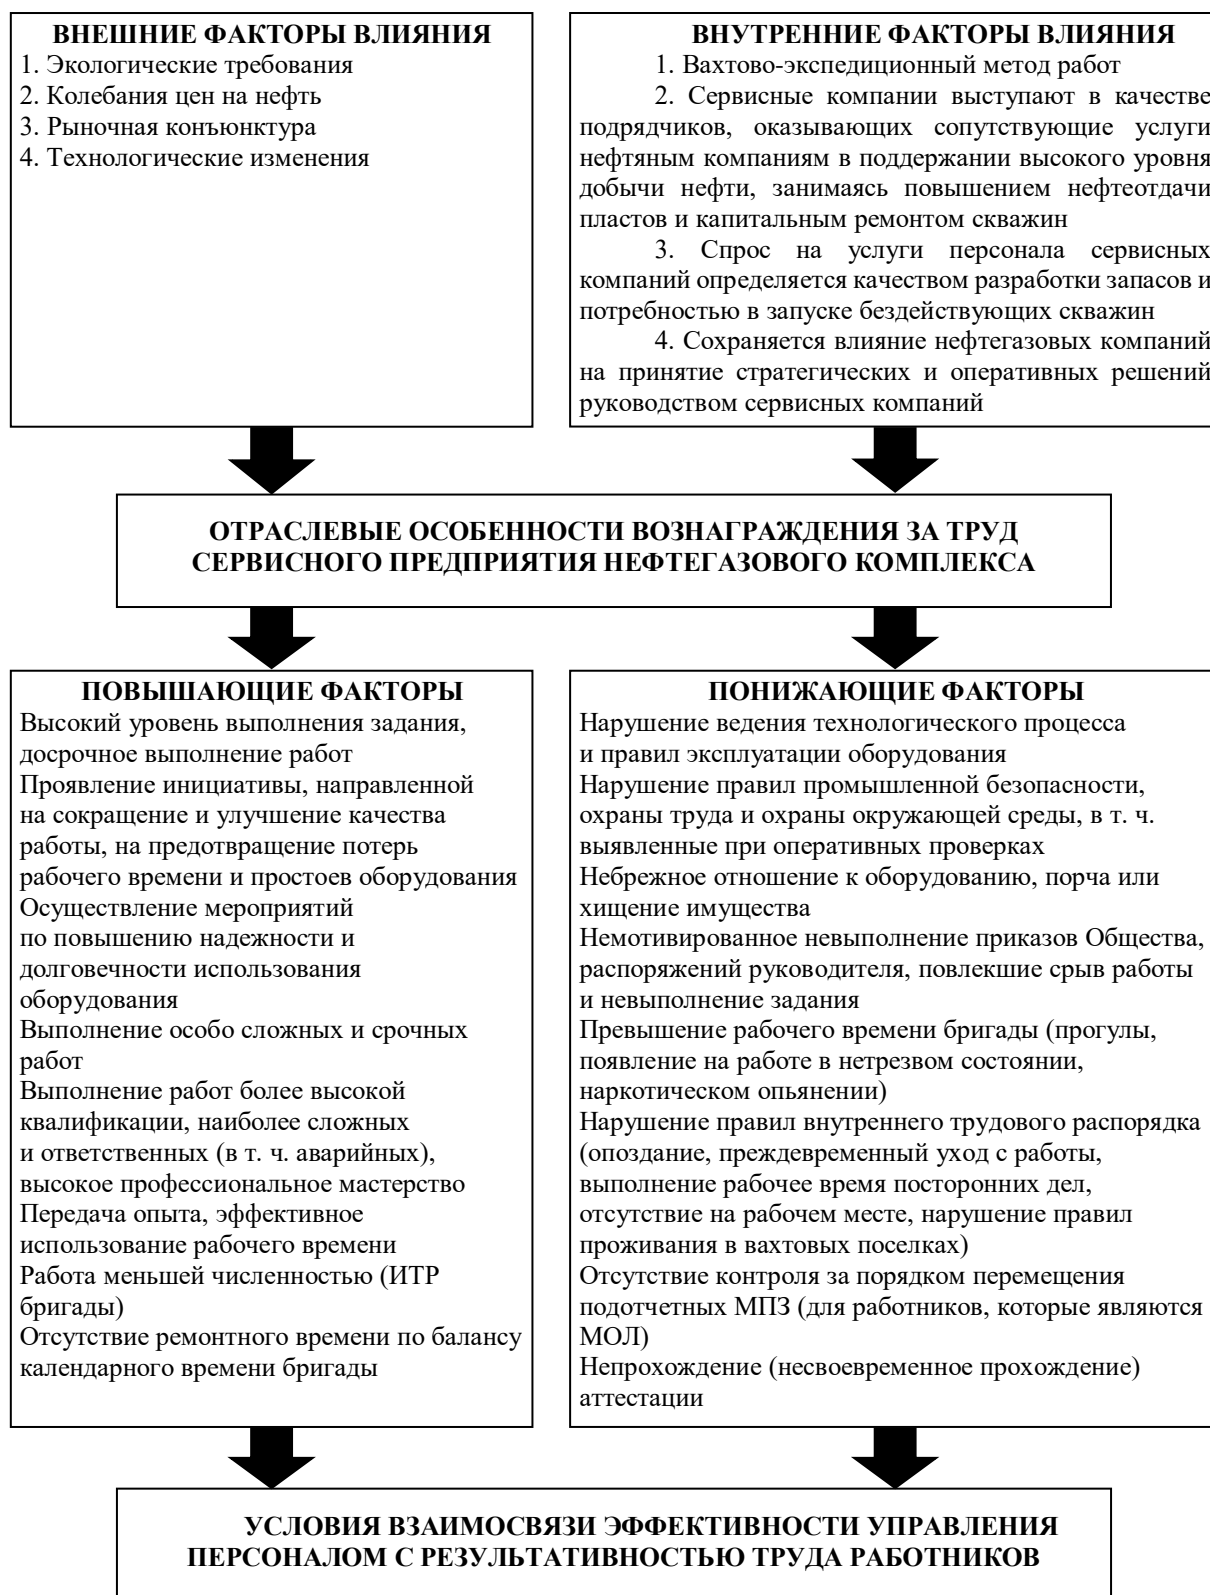 ВНЕШНИЕ ФАКТОРЫ ВЛИЯНИЯ
1. Экологические требования
2. Колебания цен на нефть
3. Рыночная конъюнктура
4. Технологические изменения
ВНУТРЕННИЕ ФАКТОРЫ ВЛИЯНИЯ
1. Вахтово-экспедиционный метод работ
2. Сервисные компании выступают в качестве
подрядчиков, оказывающих сопутствующие услуги
нефтяным компаниям в поддержании высокого уровня
добычи нефти, занимаясь повышением нефтеотдачи
пластов и капитальным ремонтом скважин
3. Спрос на услуги персонала сервисных
компаний определяется качеством разработки запасов и
потребностью в запуске бездействующих скважин
4. Сохраняется влияние нефтегазовых компаний
на принятие стратегических и оперативных решений
руководством сервисных компаний
ОТРАСЛЕВЫЕ ОСОБЕННОСТИ ВОЗНАГРАЖДЕНИЯ ЗА ТРУД
СЕРВИСНОГО ПРЕДПРИЯТИЯ НЕФТЕГАЗОВОГО КОМПЛЕКСА
ПОВЫШАЮЩИЕ ФАКТОРЫ
Высокий уровень выполнения задания,
досрочное выполнение работ
Проявление инициативы, направленной
на сокращение и улучшение качества
работы, на предотвращение потерь
рабочего времени и простоев оборудования
Осуществление мероприятий
по повышению надежности и
долговечности использования
оборудования
Выполнение особо сложных и срочных
работ
Выполнение работ более высокой
квалификации, наиболее сложных
и ответственных (в т. ч. аварийных),
высокое профессиональное мастерство
Передача опыта, эффективное
использование рабочего времени
Работа меньшей численностью (ИТР
бригады)
Отсутствие ремонтного времени по балансу
календарного времени бригады
ПОНИЖАЮЩИЕ ФАКТОРЫ
Нарушение ведения технологического процесса
и правил эксплуатации оборудования
Нарушение правил промышленной безопасности,
охраны труда и охраны окружающей среды, в т. ч.
выявленные при оперативных проверках
Небрежное отношение к оборудованию, порча или
хищение имущества
Немотивированное невыполнение приказов Общества,
распоряжений руководителя, повлекшие срыв работы
и невыполнение задания
Превышение рабочего времени бригады (прогулы,
появление на работе в нетрезвом состоянии,
наркотическом опьянении)
Нарушение правил внутреннего трудового распорядка
(опоздание, преждевременный уход с работы,
выполнение рабочее время посторонних дел,
отсутствие на рабочем месте, нарушение правил
проживания в вахтовых поселках)
Отсутствие контроля за порядком перемещения
подотчетных МПЗ (для работников, которые являются
МОЛ)
Непрохождение (несвоевременное прохождение)
аттестации
УСЛОВИЯ ВЗАИМОСВЯЗИ ЭФФЕКТИВНОСТИ УПРАВЛЕНИЯ
ПЕРСОНАЛОМ С РЕЗУЛЬТАТИВНОСТЬЮ ТРУДА РАБОТНИКОВ